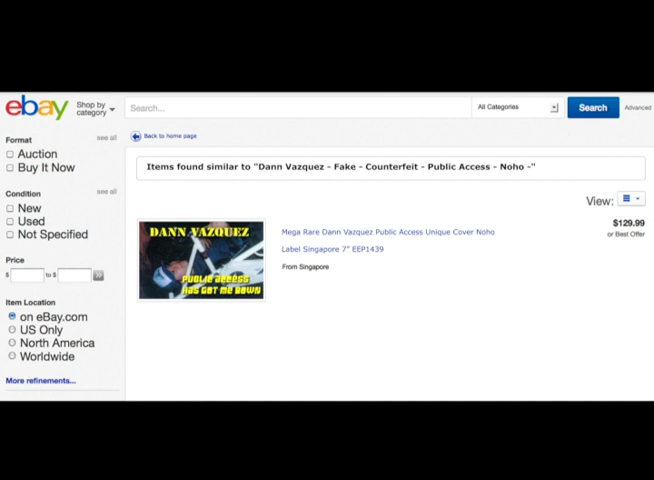 ebay
Shop by
category
Search...
All Categories
Search
Advanced
Format
see all
Auction
Buy It Now
Condition
see all
New
Used
Not Specified
Price
$ to $
Item Location
on eBay.com
US Only
North America
Worldwide
More refinements...
Back to home page
Items found similar to "Dann Vazquez - Fake - Counterfeit - Public Access - Noho -"
View:
DANN VAZQUEZ
PUBLIC ACCESS
HAS GOT ME DOWN
Mega Rare Dann Vazquez Public Access Unique Cover Noho
Label Singapore 7" EEP1439
From Singapore
$129.99
or Best Offer